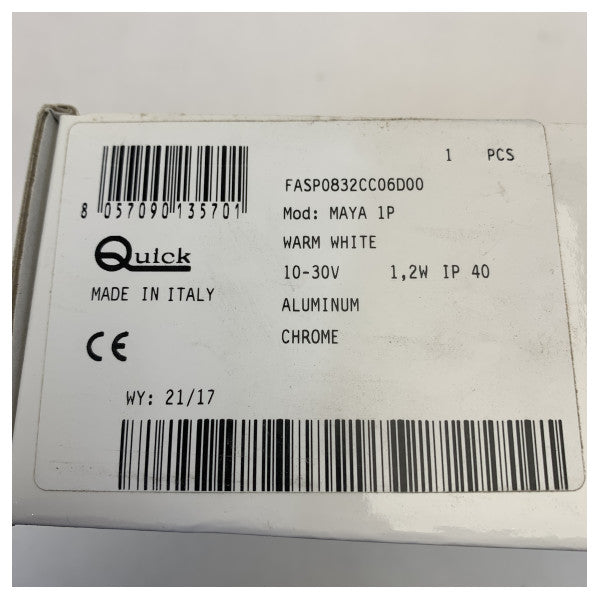 1 PCS
8 057090 135701
FASP0832CC06D00
Mod: MAYA 1P
WARM WHITE
10-30V 1,2W IP 40
ALUMINUM
CHROME
Quick
MADE IN ITALY
CE
WY: 21/17